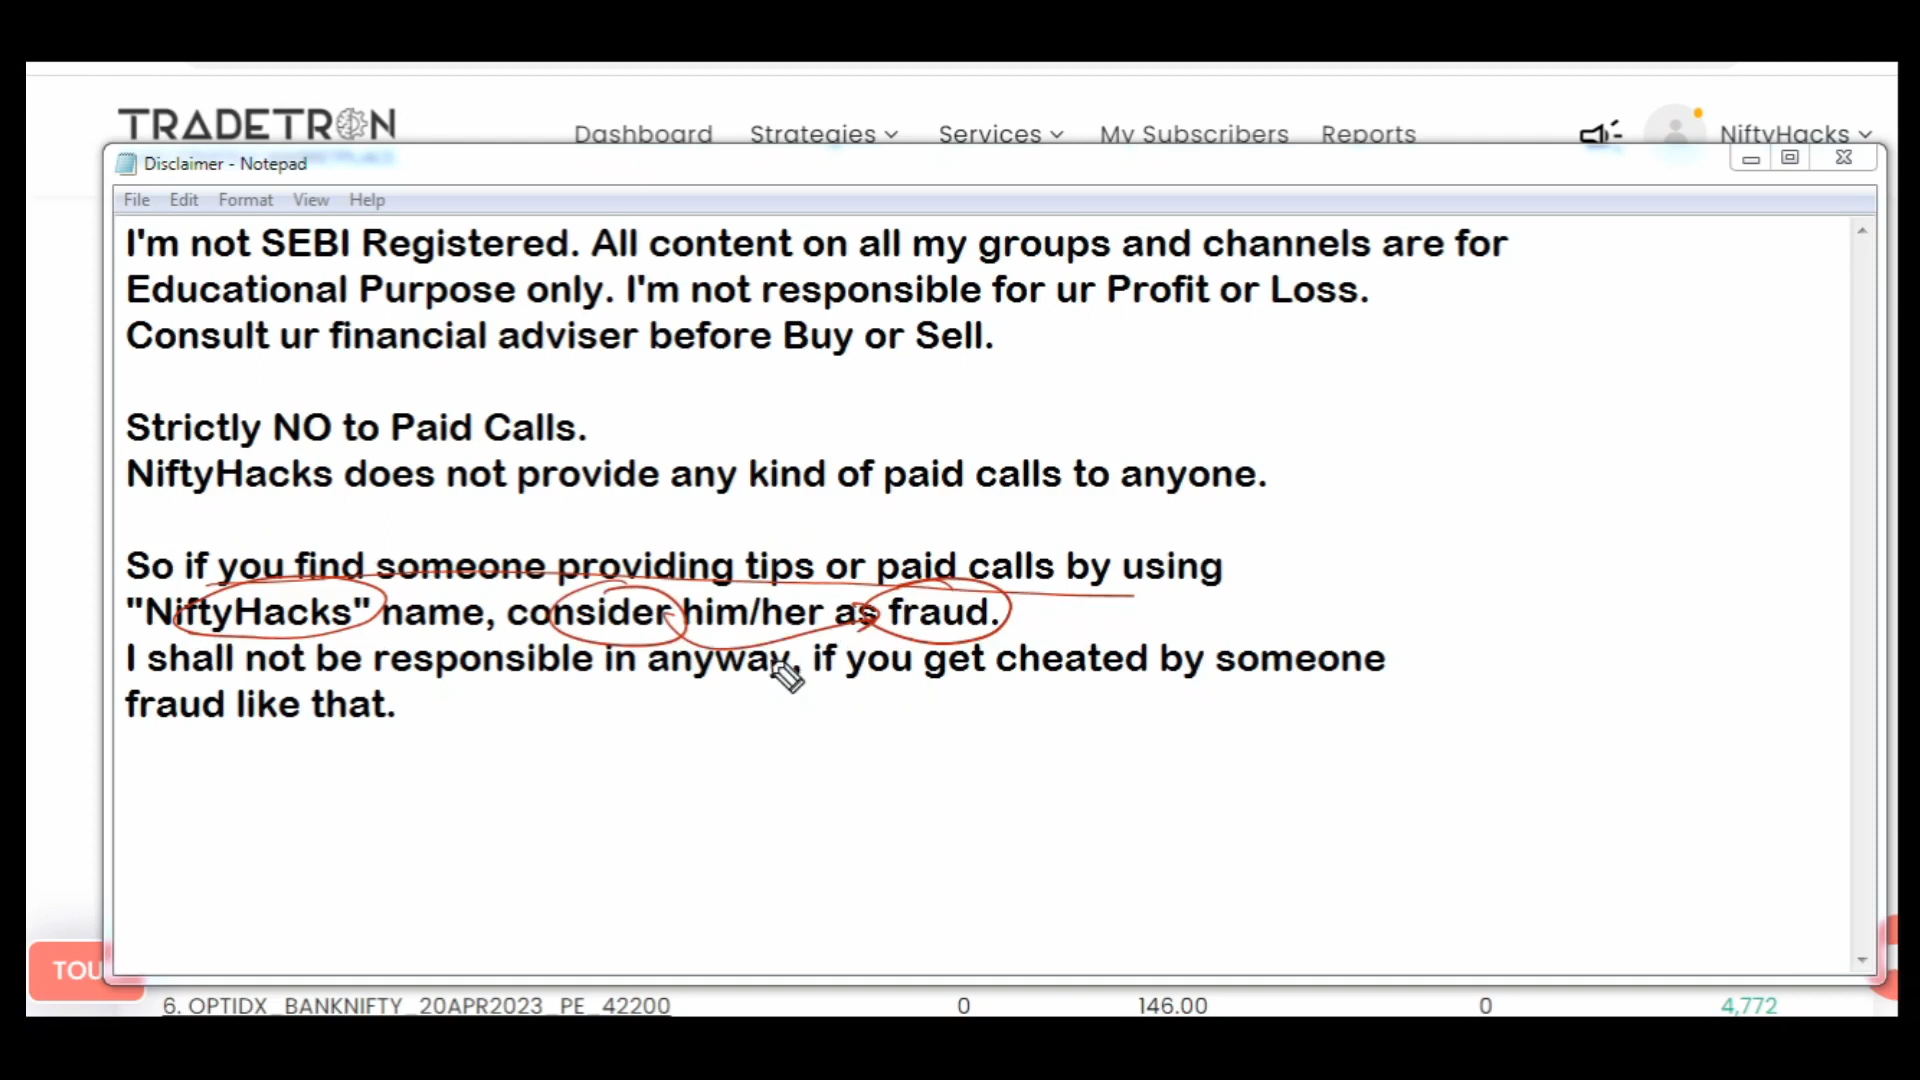 TRADETRON
Dashboard Strategies Services My Subscribers Reports NiftyHacks
Disclaimer - Notepad
File Edit Format View Help
I'm not SEBI Registered. All content on all my groups and channels are for
Educational Purpose only. I'm not responsible for ur Profit or Loss.
Consult ur financial adviser before Buy or Sell.
Strictly NO to Paid Calls.
NiftyHacks does not provide any kind of paid calls to anyone.
So if you find someone providing tips or paid calls by using
"NiftyHacks" name, consider him/her as fraud.
I shall not be responsible in anyway, if you get cheated by someone
fraud like that.
6. OPTIDX_BANKNIFTY_20APR2023_PE_42200 0 146.00 0 4,772